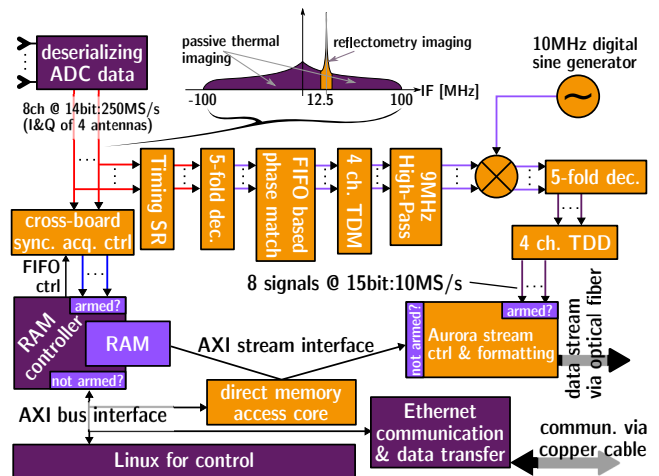 deserializing
ADC data
passive thermal
imaging
reflectometry imaging
10MHz digital
sine generator
-100
12.5
100
IF [MHz]
8ch @ 14bit:250MS/s
(I&Q of 4 antennas)
Timing SR
5-fold dec.
FIFO based
phase match
4 ch. TDM
9MHz
High-Pass
5-fold dec.
cross-board
sync. acq. ctrl
4 ch. TDD
FIFO
ctrl
8 signals @ 15bit:10MS/s
armed?
RAM
controller
RAM
not armed?
AXI stream interface
armed?
not armed?
Aurora stream
ctrl & formatting
data stream
via optical fiber
direct memory
access core
AXI bus interface
Ethernet
communication
& data transfer
commun. via
copper cable
Linux for control